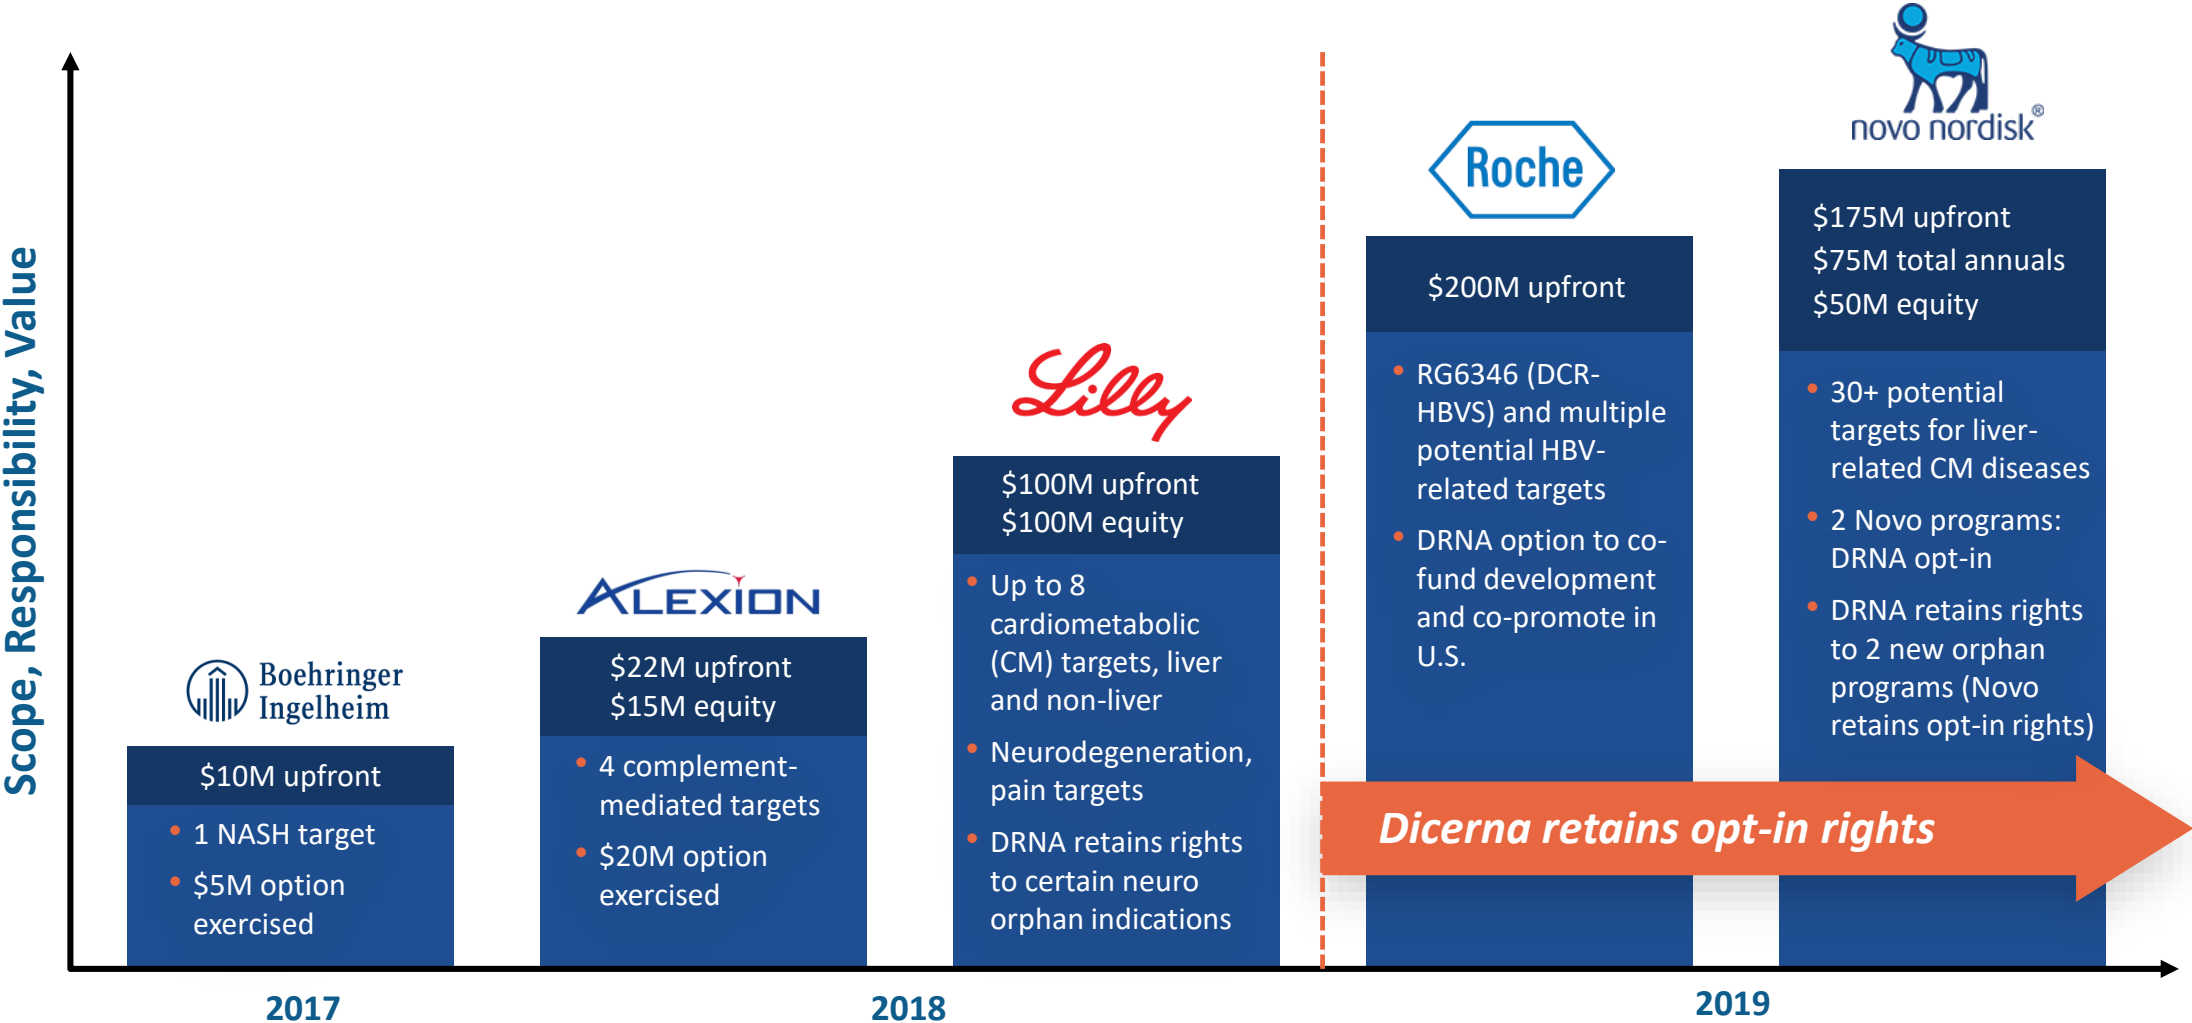 Scope, Responsibility, Value
Boehringer
Ingelheim
$10M upfront
• 1 NASH target
• $5M option
exercised
ALEXION
$22M upfront
$15M equity
• 4 complement-
mediated targets
• $20M option
exercised
Lilly
$100M upfront
$100M equity
• Up to 8
cardiometabolic
(CM) targets, liver
and non-liver
• Neurodegeneration,
pain targets
• DRNA retains rights
to certain neuro
orphan indications
Roche
$200M upfront
• RG6346 (DCR-
HBVS) and multiple
potential HBV-
related targets
• DRNA option to co-
fund development
and co-promote in
U.S.
novo nordisk®
$175M upfront
$75M total annuals
$50M equity
• 30+ potential
targets for liver-
related CM diseases
• 2 Novo programs:
DRNA opt-in
• DRNA retains rights
to 2 new orphan
programs (Novo
retains opt-in rights)
Dicerna retains opt-in rights
2017
2018
2019